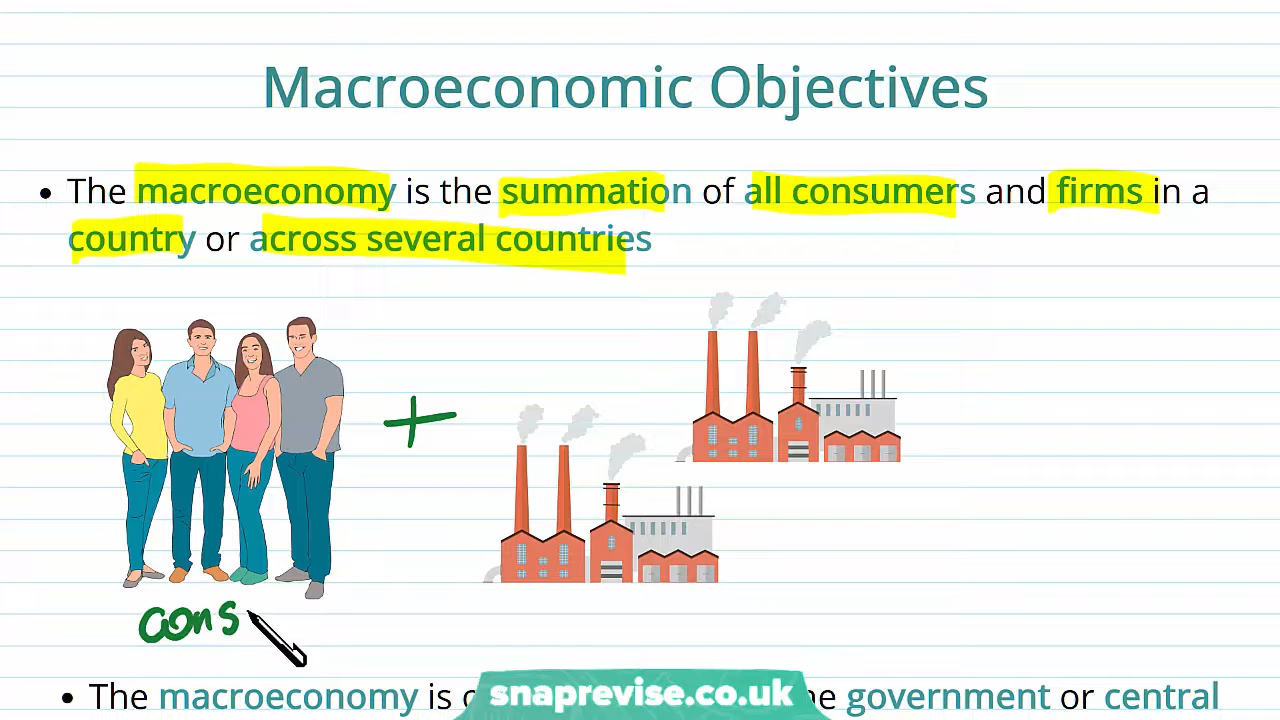 Macroeconomic Objectives
• The macroeconomy is the summation of all consumers and firms in a
country or across several countries
cons
• The macroeconomy is government or central
snaprevise.co.uk